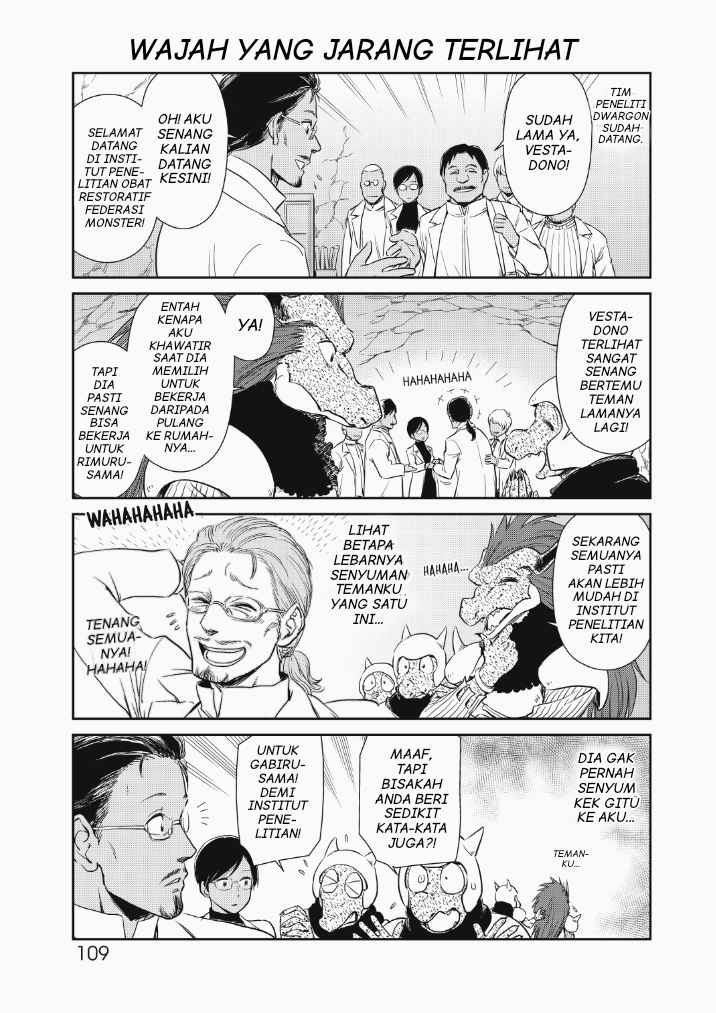 WAJAH YANG JARANG TERLIHAT
TIM
PENELITI
DWARGON
SUDAH
DATANG.
SUDAH
LAMA YA,
VESTA-
DONO!
OH! AKU
SENANG
KALIAN
DATANG
KESINI!
SELAMAT
DATANG
DI INSTI-
TUT PENE-
LITIAN OBAT
RESTORATIF
FEDERASI
MONSTER!
VESTA-
DONO
TERLIHAT
SANGAT
SENANG
BERTEMU
TEMAN
LAMANYA
LAGI!
HAHAHAHAHA
YA!
ENTAH
KENAPA
AKU
KHAWATIR
SAAT DIA
MEMILIH
UNTUK
BEKERJA
DARIPADA
PULANG
KE RUMAH-
NYA...
TAPI
DIA
PASTI
SENANG
BISA
BEKERJA
UNTUK
RIMURU-
SAMA!
SEKARANG
SEMUANYA
PASTI
AKAN LEBIH
MUDAH DI
INSTITUT
PENELITIAN
KITA!
HAHAHA...
LIHAT
BETAPA
LEBARNYA
SENYUMAN
TEMANKU
YANG SATU
INI...
WAHAHAHAHA
TENANG
SEMUA-
NYA!
HAHAHA!
DIA GAK
PERNAH
SENYUM
KEK GITU
KE AKU...
TEMAN-
KU...
MAAF,
TAPI
BISAKAH
ANDA BERI
SEDIKIT
KATA-KATA
JUGA?!
UNTUK
GABIRU-
SAMA!
DEMI
INSTITUT
PENE-
LITIAN!
109